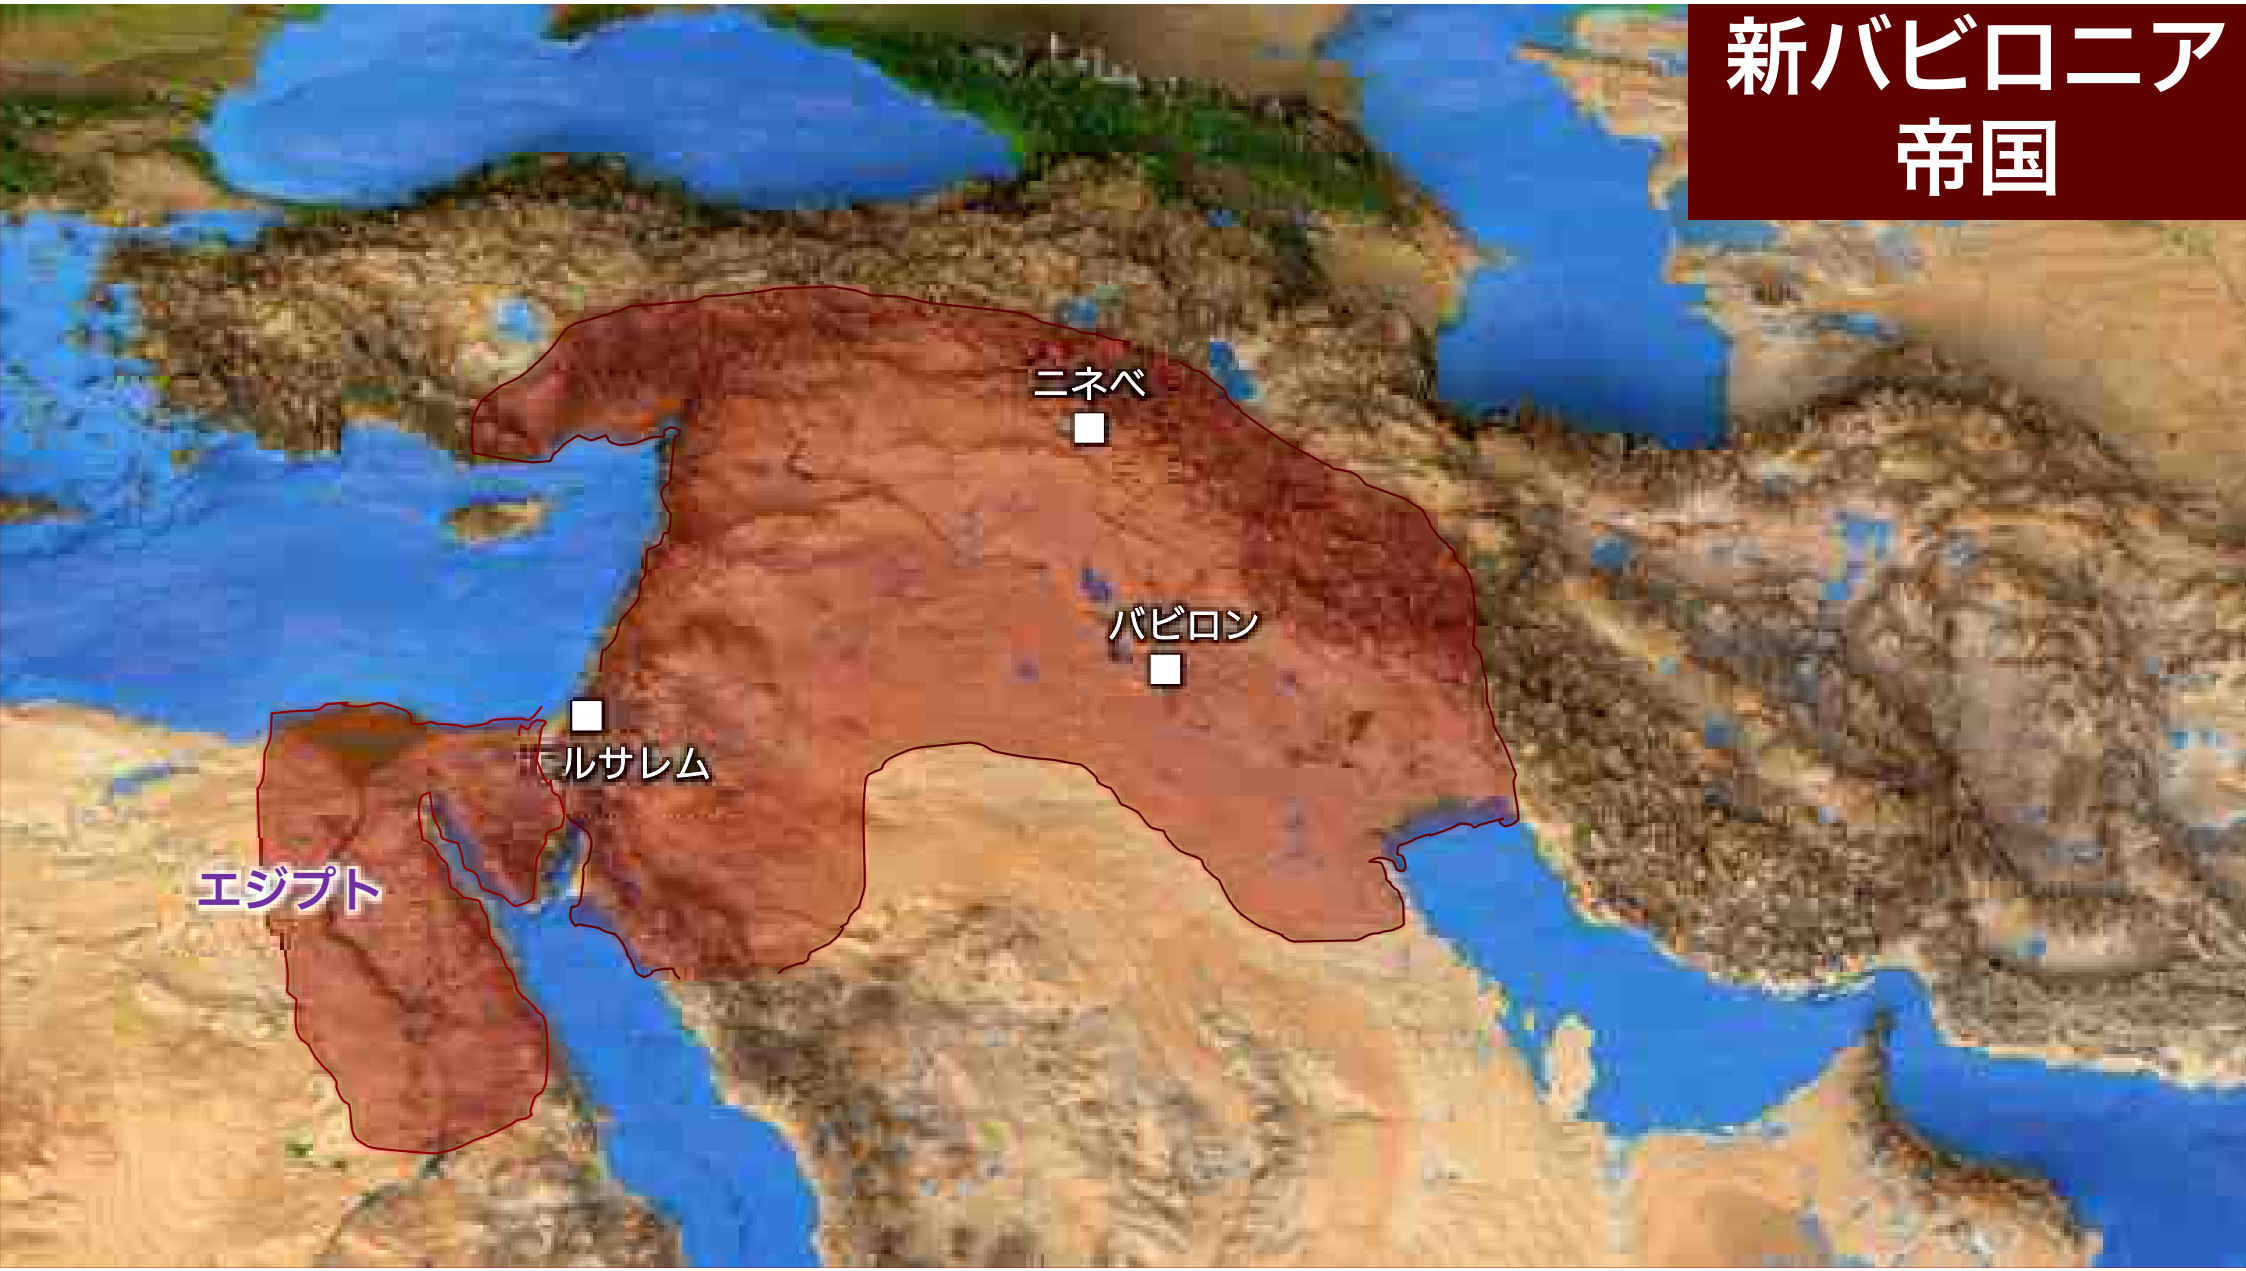 新バビロニア
帝国
ニネベ
バビロン
ルサレム
エジプト